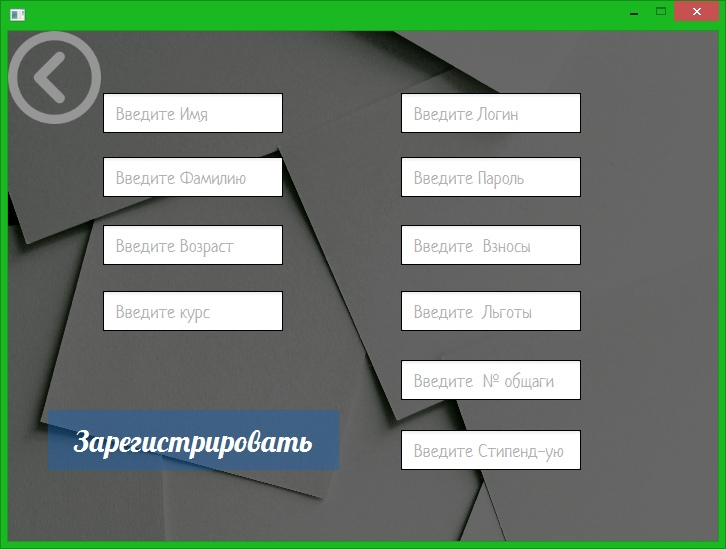 Введите Имя
Введите Фамилию
Введите Возраст
Введите курс
Введите Логин
Введите Пароль
Введите  Взносы
Введите  Льготы
Введите  № общаги
Введите Стипенд-ую
Зарегистрировать